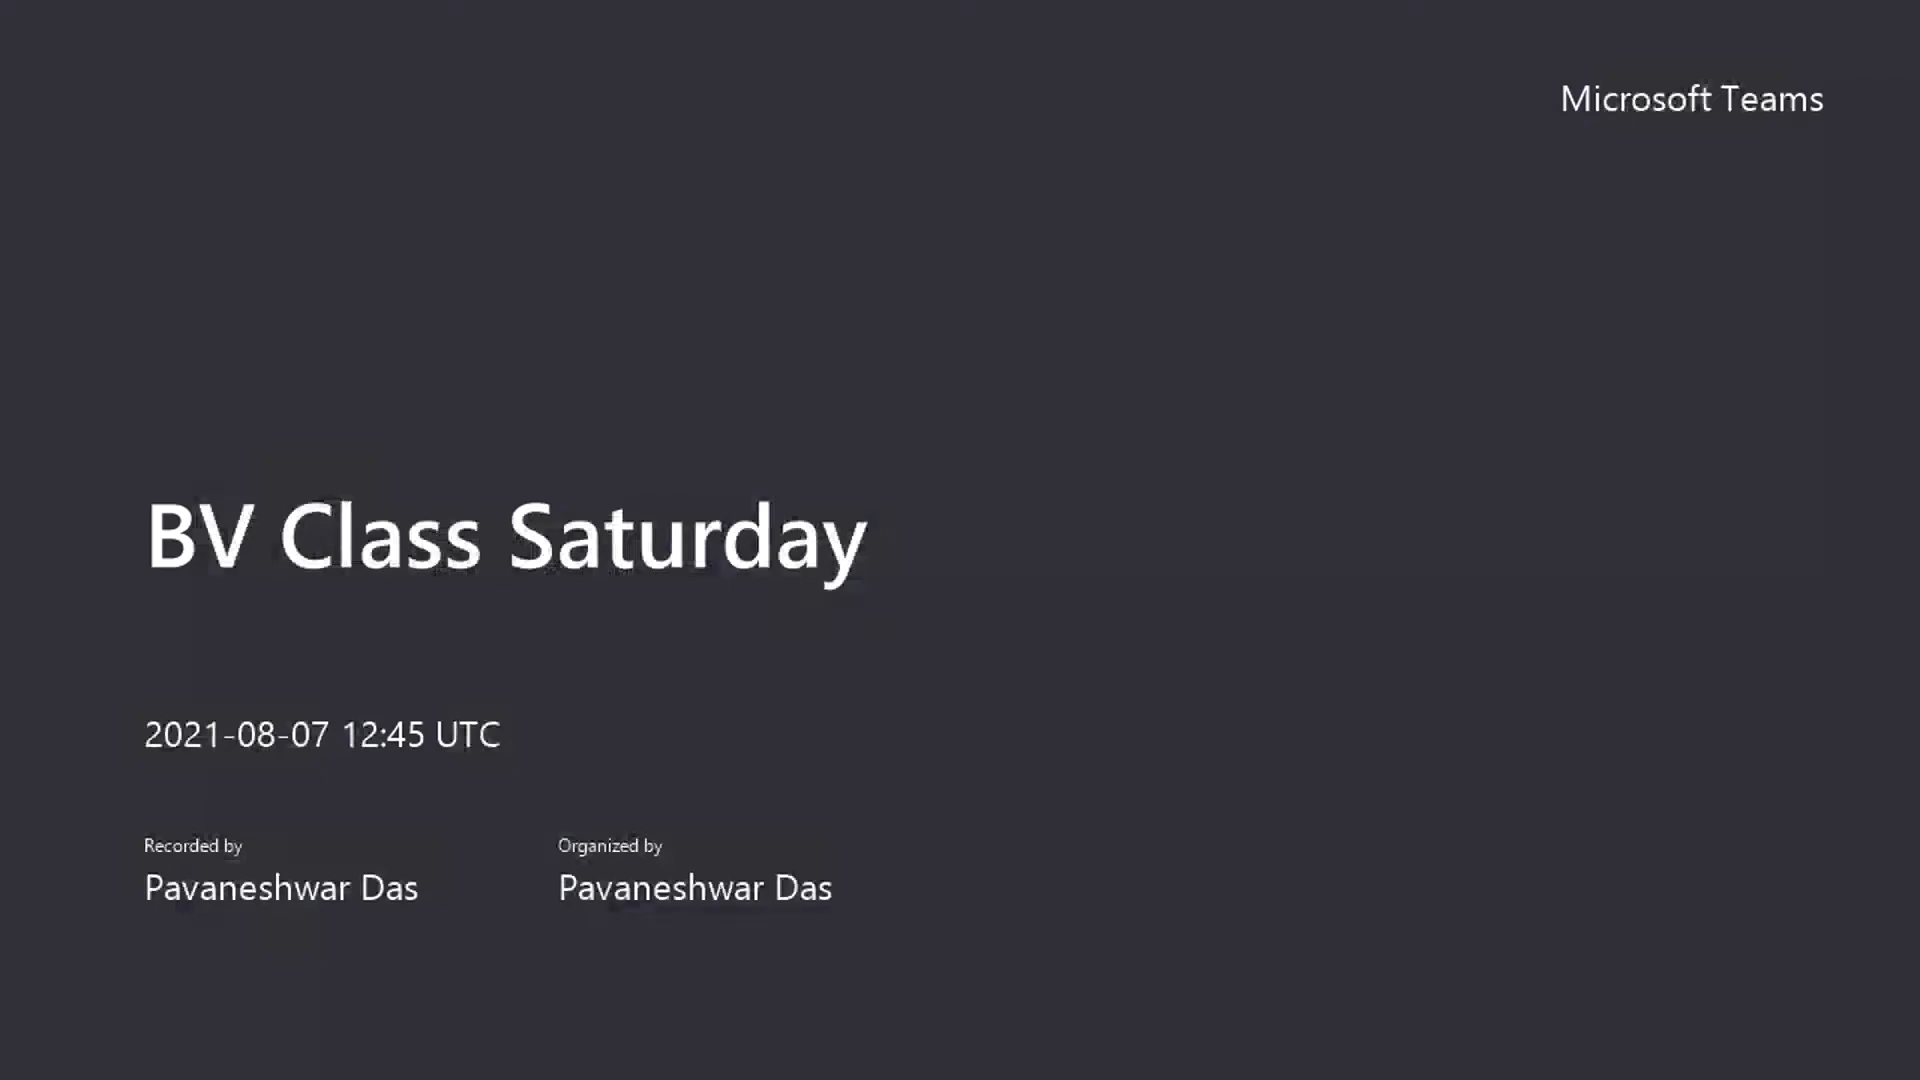 Microsoft Teams
BV Class Saturday
2021-08-07 12:45 UTC
Recorded by
Pavaneshwar Das
Organized by
Pavaneshwar Das